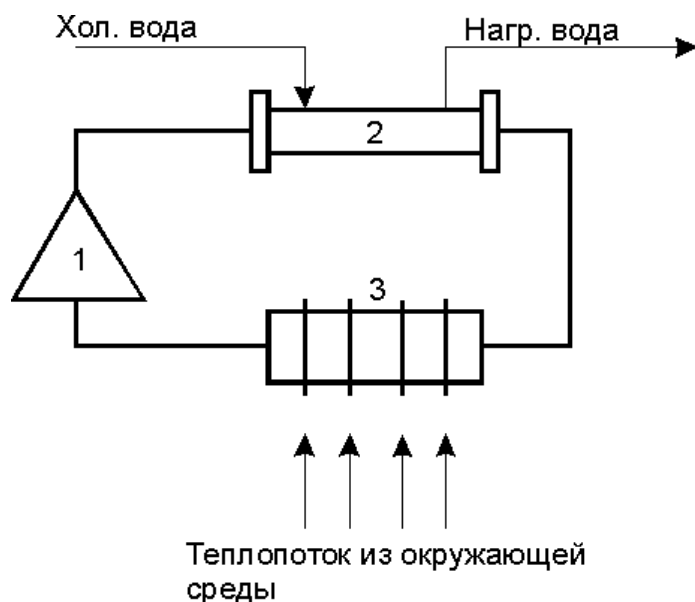 Хол. вода
Нагр. вода
2
1
3
Теплопоток из окружающей
среды